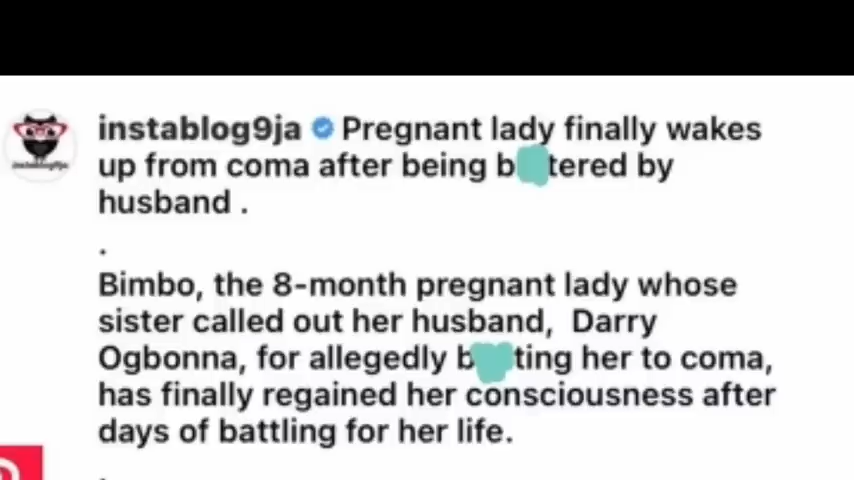 instablog9ja Pregnant lady finally wakes
up from coma after being b tered by
husband .
.
Bimbo, the 8-month pregnant lady whose
sister called out her husband, Darry
Ogbonna, for allegedly b ting her to coma,
has finally regained her consciousness after
days of battling for her life.
.